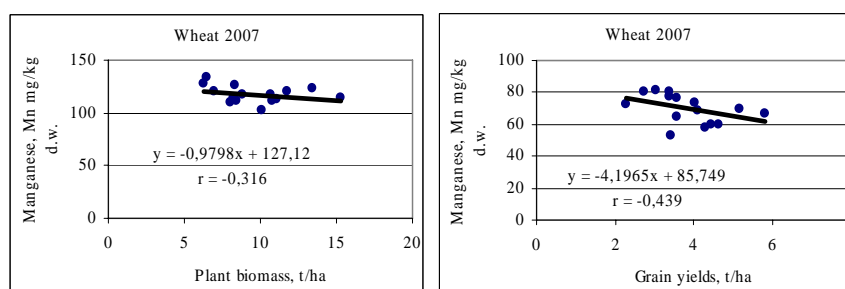 Wheat 2007
Manganese, Mn mg/kg
d.w.
150
100
50
0
y = -0,9798x + 127,12
r = -0,316
0 5 10 15 20
Plant biomass, t/ha
Wheat 2007
Manganese, Mn mg/kg
d.w.
100
80
60
40
20
0
y = -4,1965x + 85,749
r = -0,439
0 2 4 6
Grain yields, t/ha